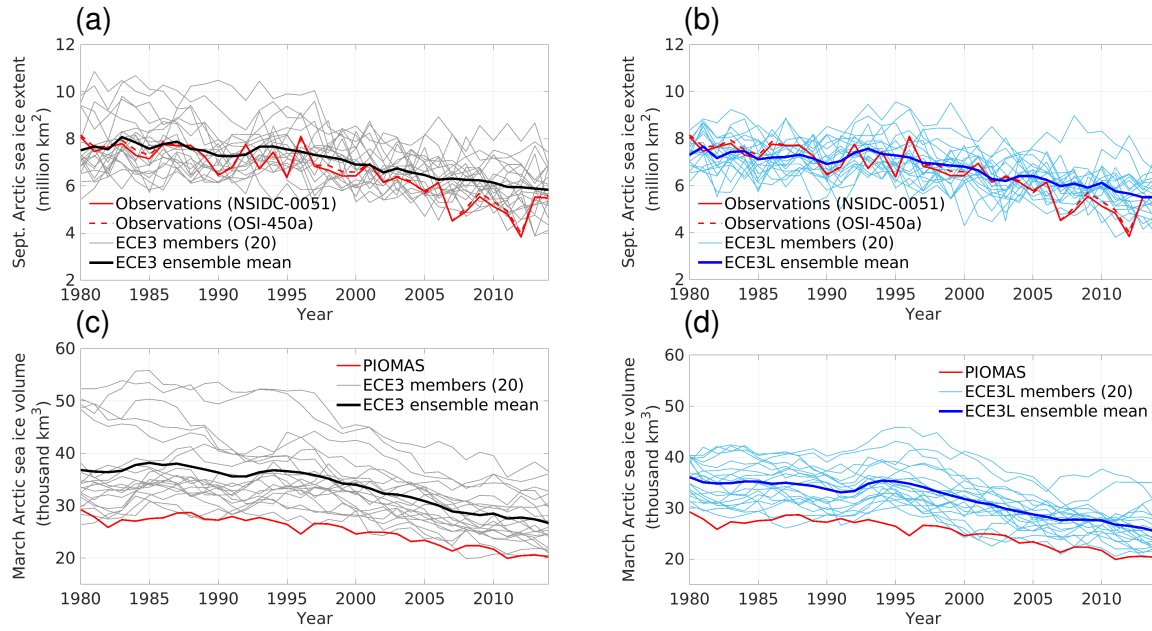 (a)
12
10
8
6
4
2
Sept. Arctic sea ice extent
(million km²)
Observations (NSIDC-0051)
Observations (OSI-450a)
ECE3 members (20)
ECE3 ensemble mean
1980 1985 1990 1995 2000 2005 2010
Year
(b)
12
10
8
6
4
2
Sept. Arctic sea ice extent
(million km²)
Observations (NSIDC-0051)
Observations (OSI-450a)
ECE3L members (20)
ECE3L ensemble mean
1980 1985 1990 1995 2000 2005 2010
Year
(c)
60
50
40
30
20
March Arctic sea ice volume
(thousand km³)
PIOMAS
ECE3 members (20)
ECE3 ensemble mean
1980 1985 1990 1995 2000 2005 2010
Year
(d)
60
50
40
30
20
March Arctic sea ice volume
(thousand km³)
PIOMAS
ECE3L members (20)
ECE3L ensemble mean
1980 1985 1990 1995 2000 2005 2010
Year